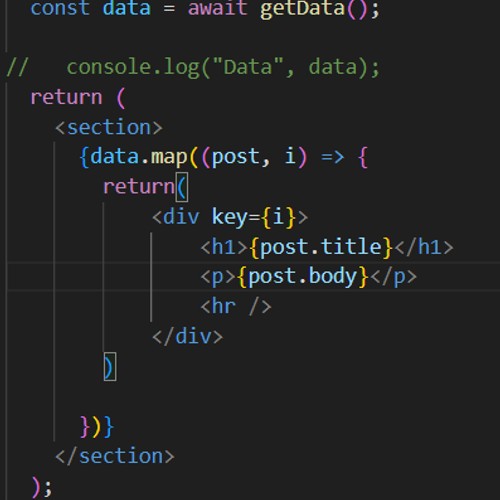 const data = await getData();
//   console.log("Data", data);
return (
<section>
{data.map((post, i) => {
return(
<div key={i}>
<h1>{post.title}</h1>
<p>{post.body}</p>
<hr />
</div>
)
})}
</section>
);